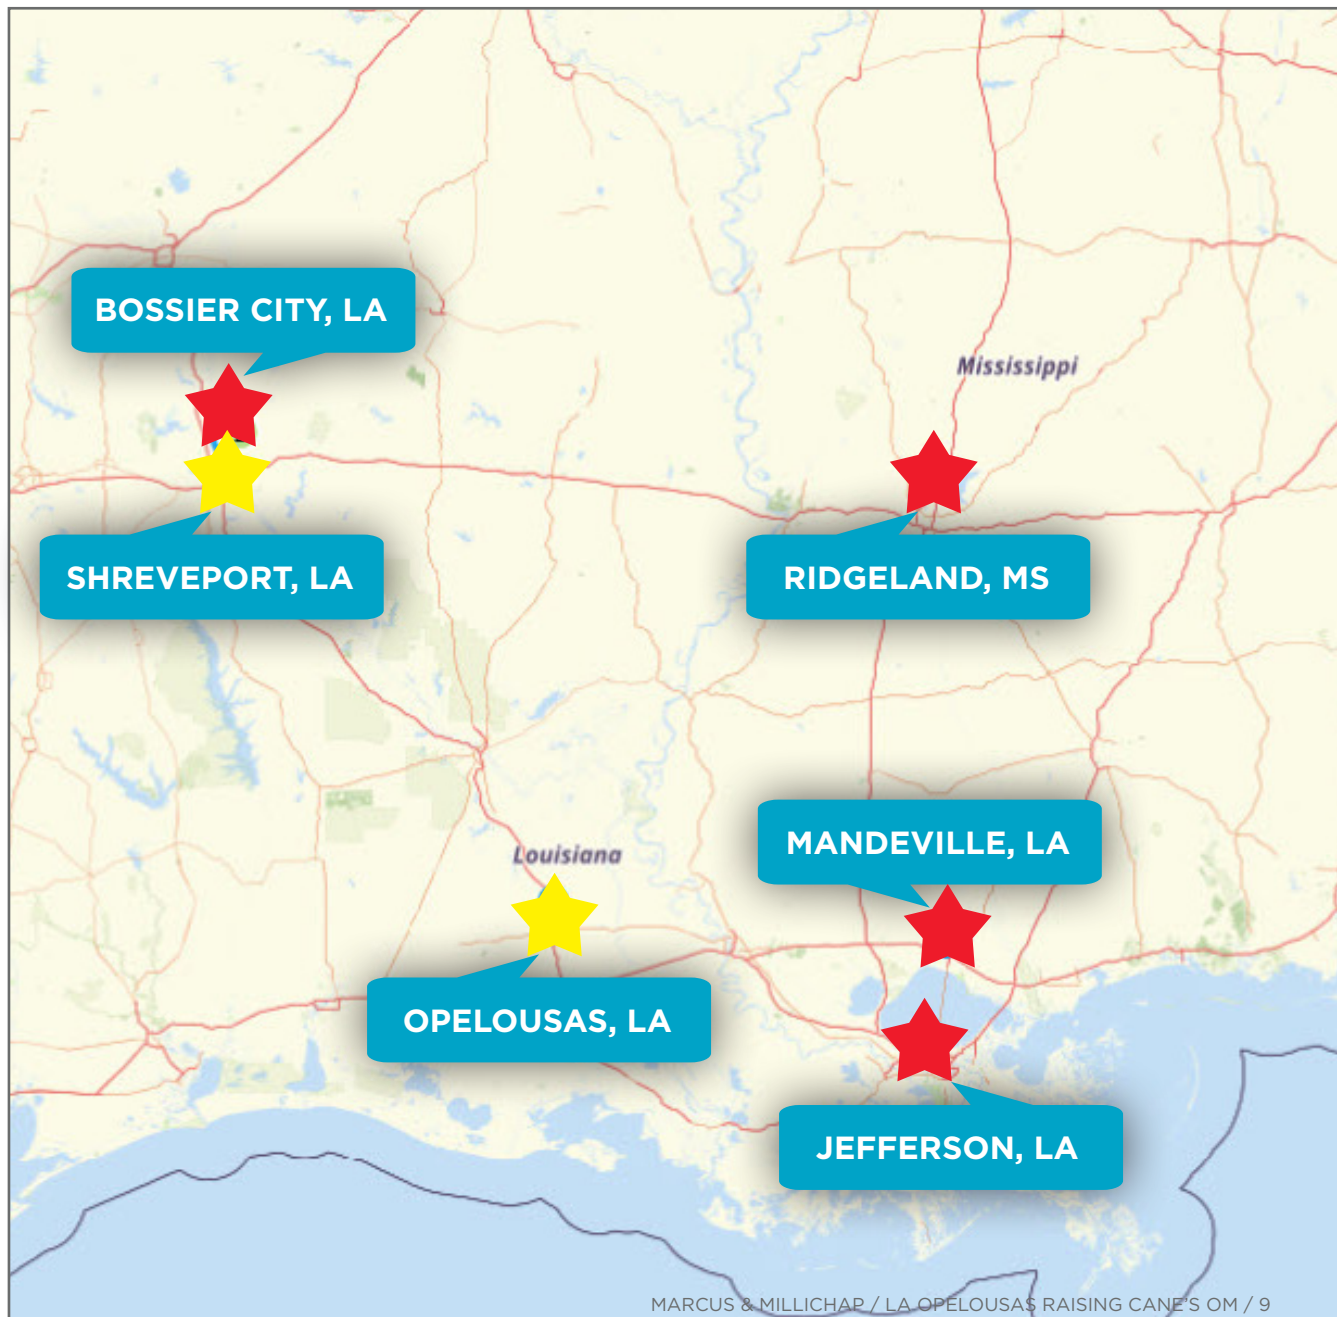 BOSSIER CITY, LA
Mississippi
SHREVEPORT, LA
RIDGELAND, MS
MANDEVILLE, LA
Louisiana
OPELOUSAS, LA
JEFFERSON, LA
MARCUS & MILLICHAP / LA OPELOUSAS RAISING CANE'S OM / 9